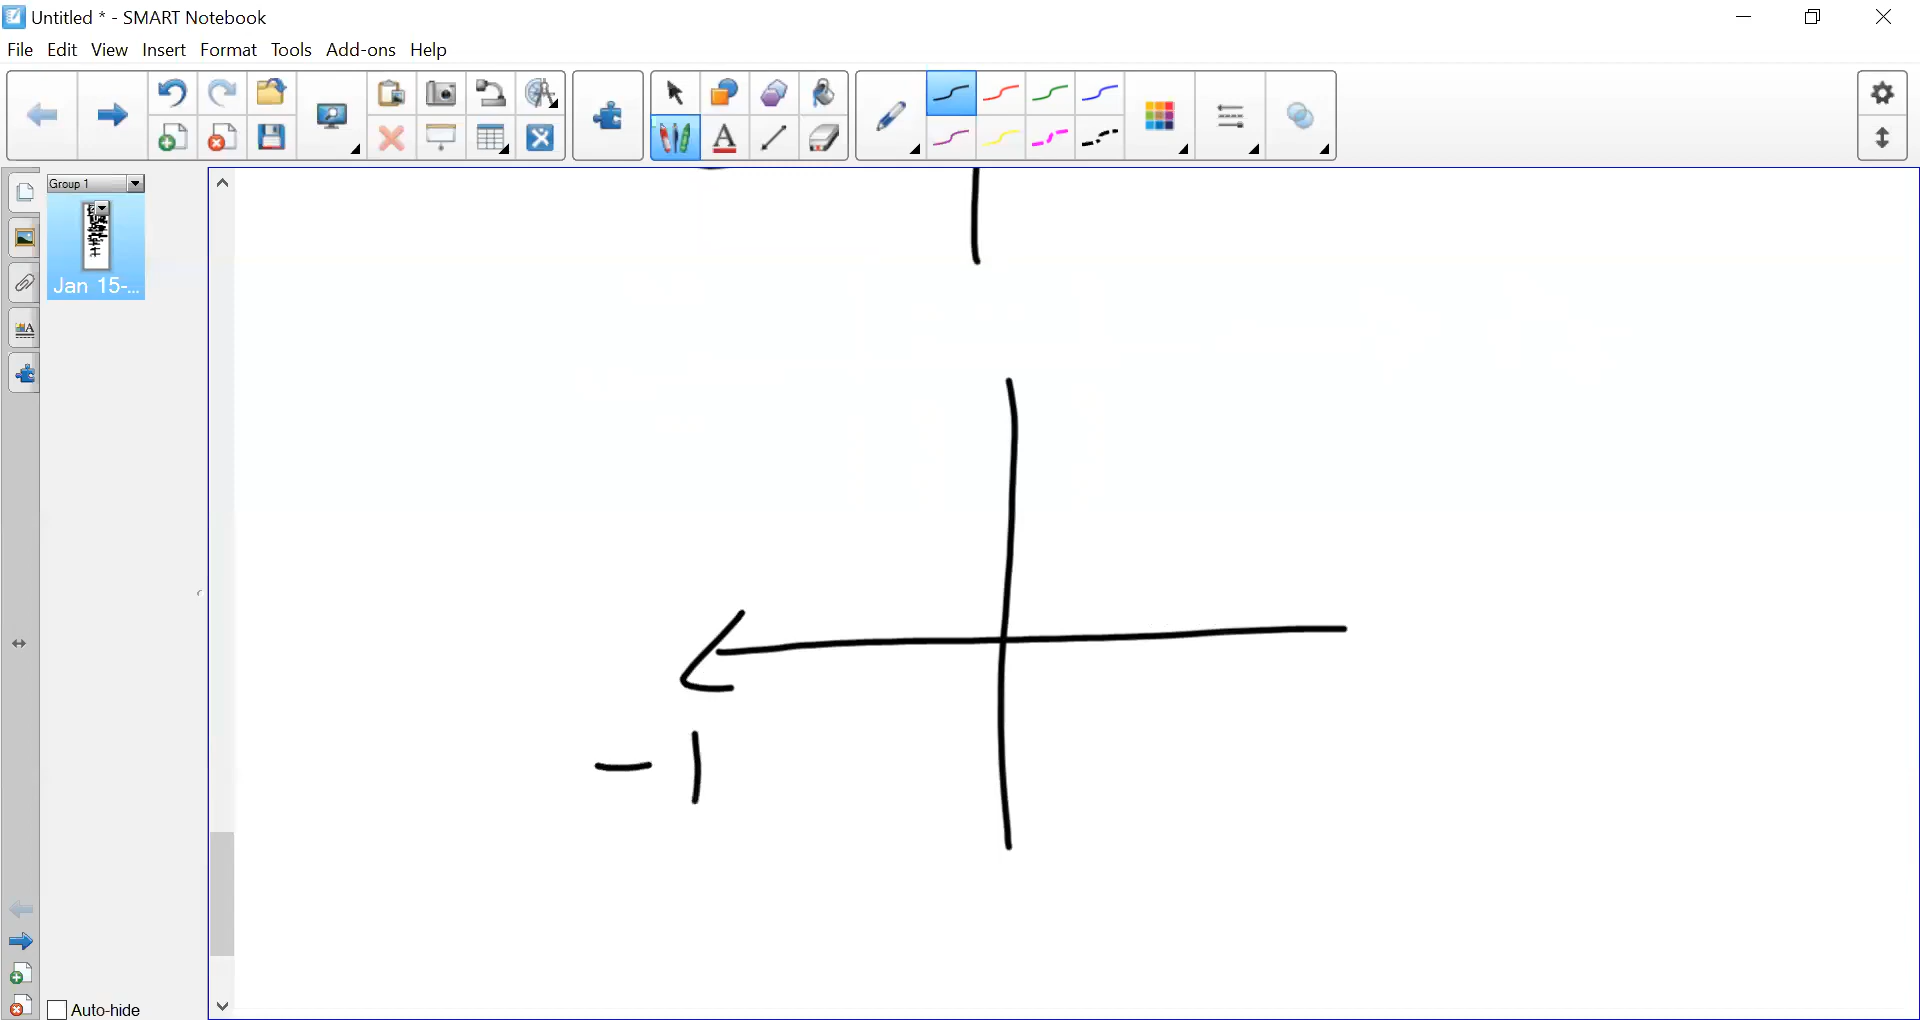 Untitled * - SMART Notebook
File Edit View Insert Format Tools Add-ons Help
Group 1
Jan 15-...
- 1
Auto-hide